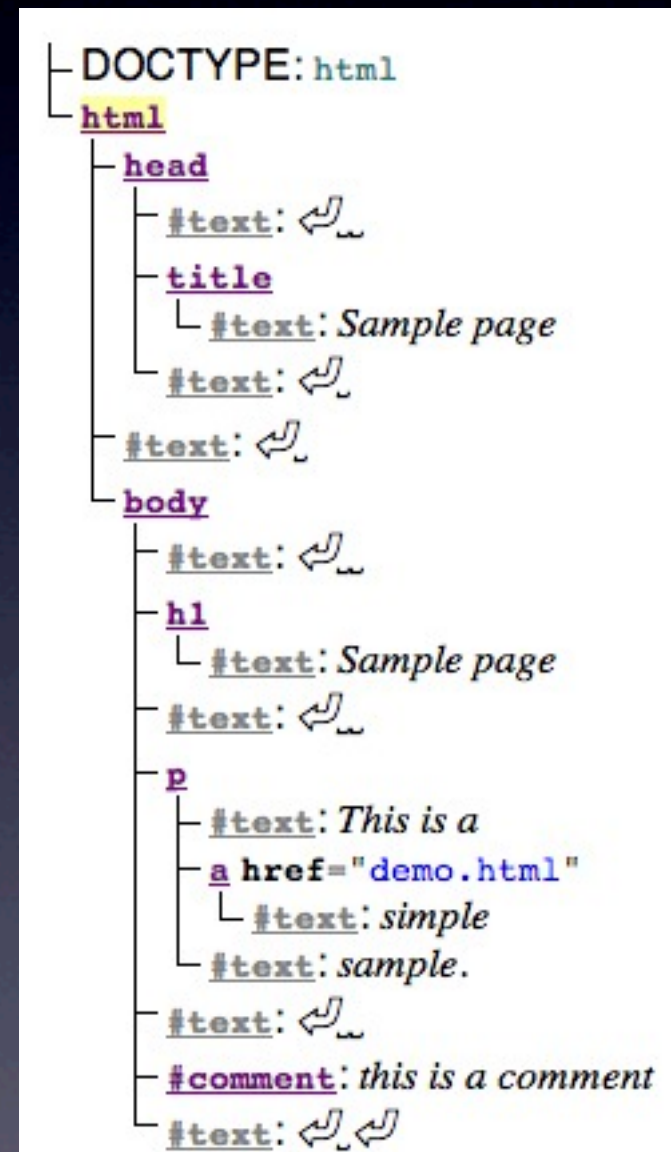 DOCTYPE: html
html
head
#text: ⏎␣␣
title
#text: Sample page
#text: ⏎␣
#text: ⏎␣
body
#text: ⏎␣␣
h1
#text: Sample page
#text: ⏎␣␣
p
#text: This is a
a href="demo.html"
#text: simple
#text: sample.
#text: ⏎␣␣
#comment: this is a comment
#text: ⏎␣⏎